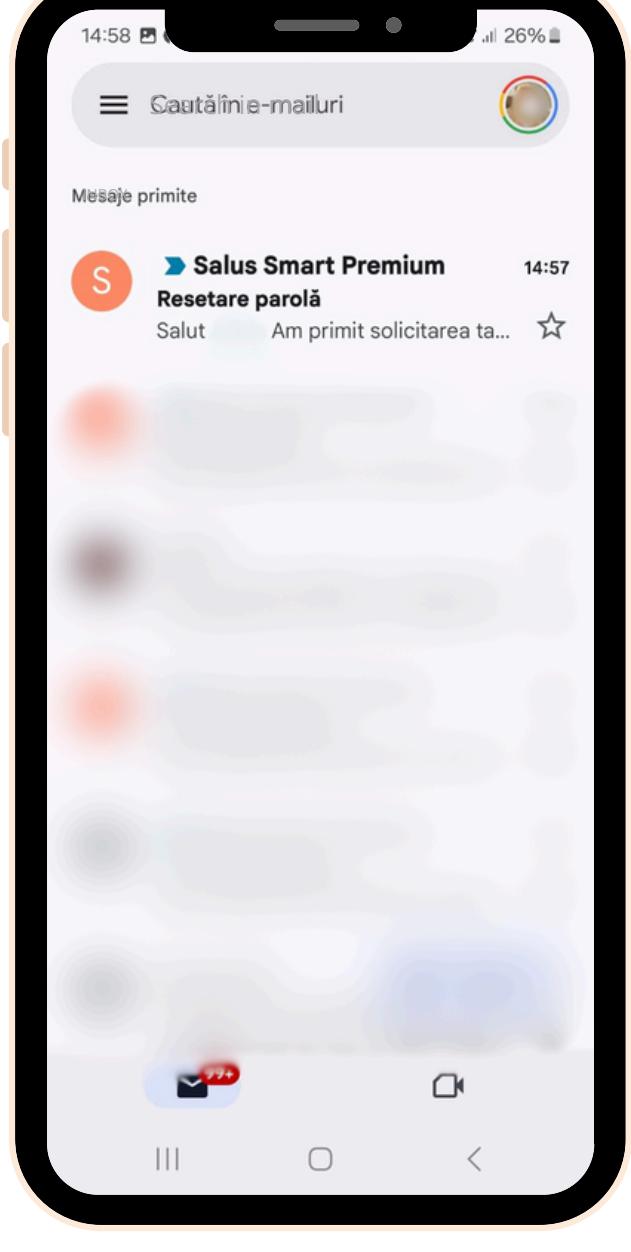 14:58 26%
Caută în e-mailuri
Mesaje primite
S Salus Smart Premium 14:57
Resetare parolă
Salut Am primit solicitarea ta...
99+